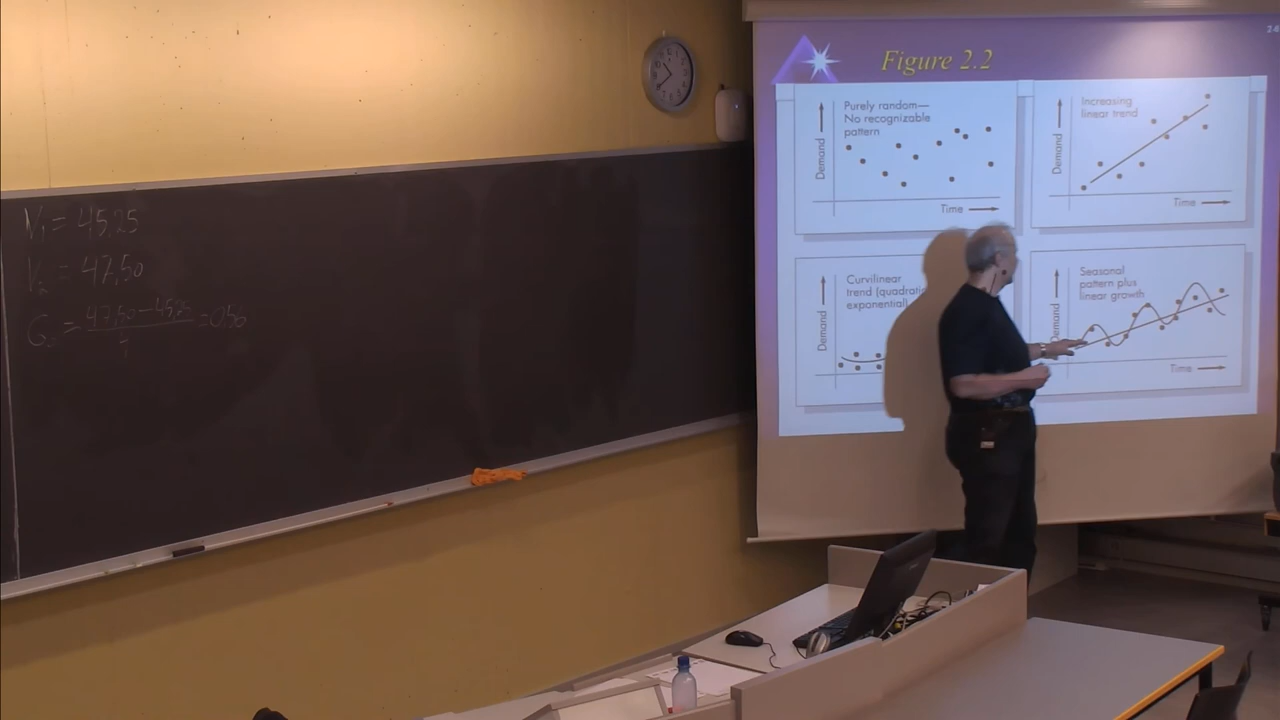 V₁ = 45,25
V₂ = 47,50
G₀ = 47,50 - 45,25 = 0,56
Figure 2.2
Purely random—
No recognizable
pattern
Demand
Time
Increasing
linear trend
Demand
Time
Curvilinear
trend
exponential)
Demand
Seasonal
pattern plus
linear growth
Demand
Time